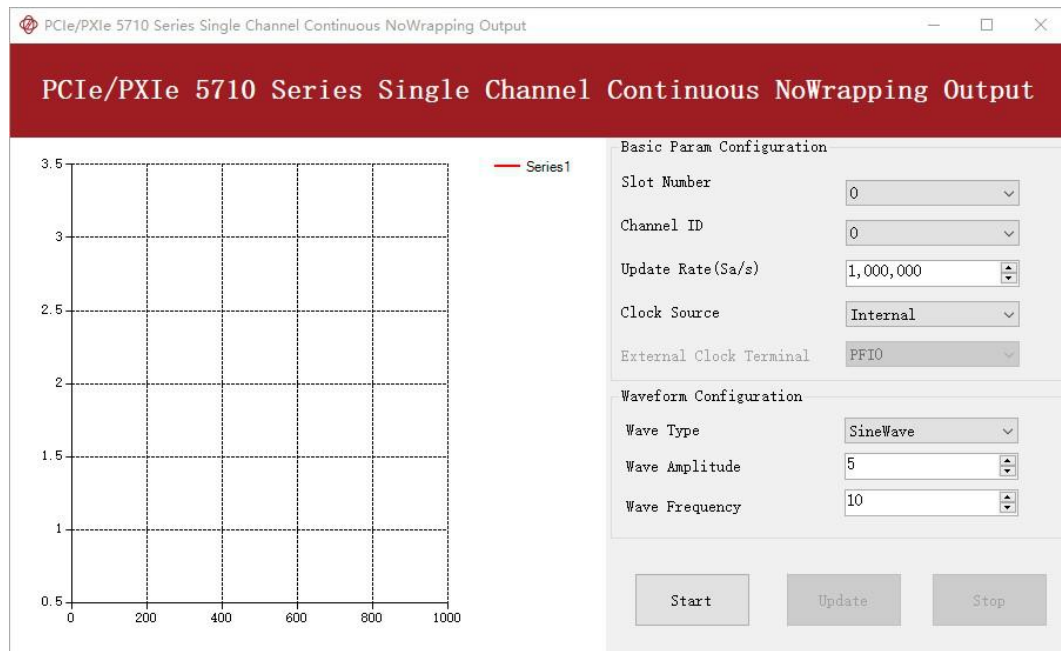 PCIe/PXIe 5710 Series Single Channel Continuous NoWrapping Output
PCIe/PXIe 5710 Series Single Channel Continuous NoWrapping Output
3.5
3
2.5
2
1.5
1
0.5
0 200 400 600 800 1000
Series1
Basic Param Configuration
Slot Number 0
Channel ID 0
Update Rate(Sa/s) 1,000,000
Clock Source Internal
External Clock Terminal PFI0
Waveform Configuration
Wave Type SineWave
Wave Amplitude 5
Wave Frequency 10
Start Update Stop